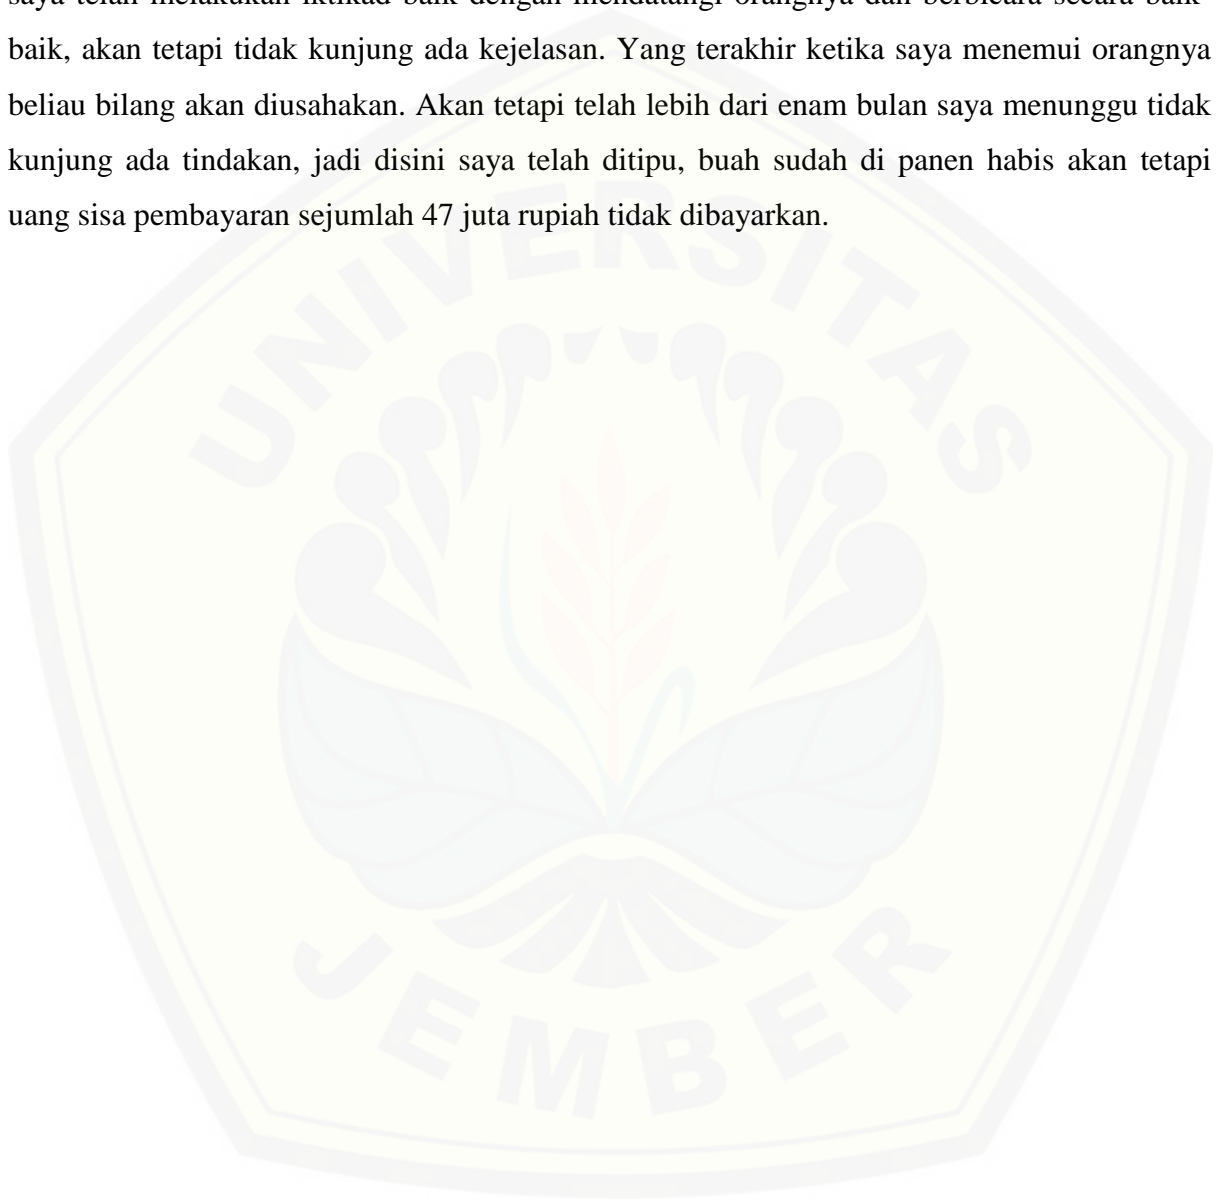 saya telah melakukan iktikad baik dengan mendatangi orangnya dan berbicara secara baik-
baik, akan tetapi tidak kunjung ada kejelasan. Yang terakhir ketika saya menemui orangnya
beliau bilang akan diusahakan. Akan tetapi telah lebih dari enam bulan saya menunggu tidak
kunjung ada tindakan, jadi disini saya telah ditipu, buah sudah di panen habis akan tetapi
uang sisa pembayaran sejumlah 47 juta rupiah tidak dibayarkan.
UNIVERSITAS
JEMBER